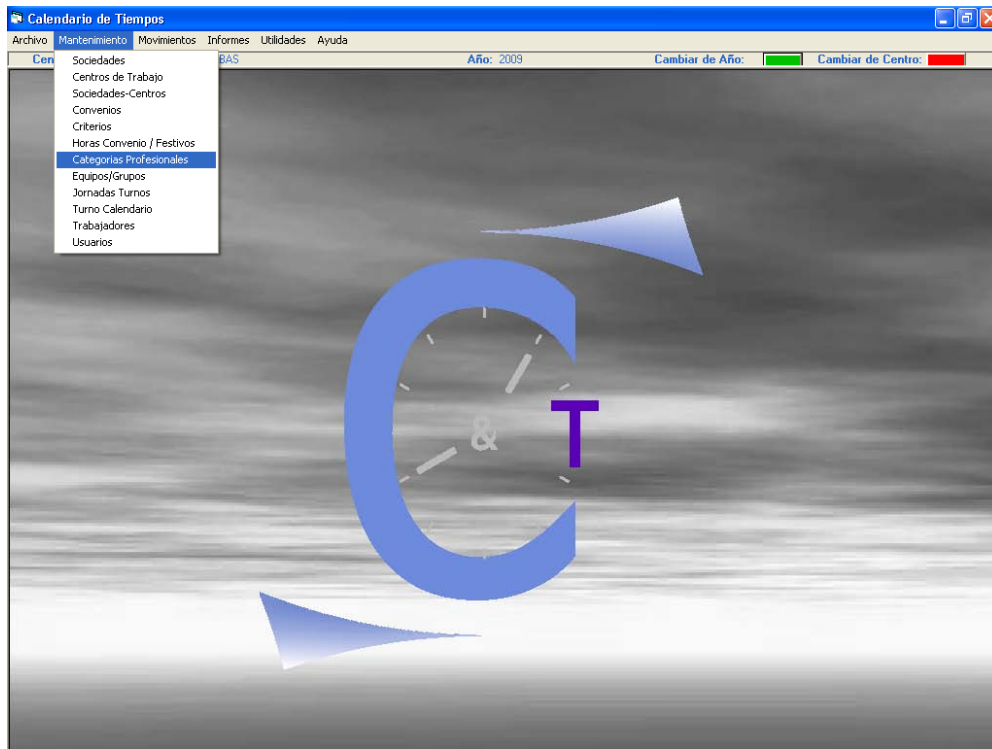 Calendario de Tiempos
Archivo Mantenimiento Movimientos Informes Utilidades Ayuda
Cen BAS Año: 2009 Cambiar de Año: Cambiar de Centro:
Sociedades
Centros de Trabajo
Sociedades-Centros
Convenios
Criterios
Horas Convenio / Festivos
Categorias Profesionales
Equipos/Grupos
Jornadas Turnos
Turno Calendario
Trabajadores
Usuarios
C & T